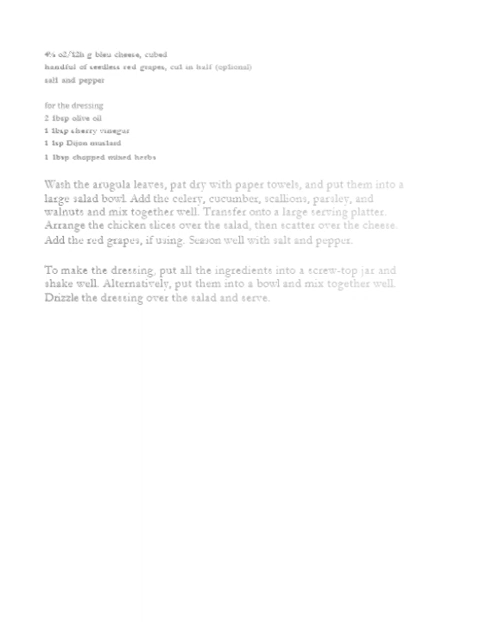 4½ oz/125 g bleu cheese, cubed
handful of seedless red grapes, cut in half (optional)
salt and pepper
for the dressing
2 tbsp olive oil
1 tbsp sherry vinegar
1 tsp Dijon mustard
1 tbsp chopped mixed herbs
Wash the arugula leaves, pat dry with paper towels, and put them into a
large salad bowl. Add the celery, cucumber, scallions, parsley, and
walnuts and mix together well. Transfer onto a large serving platter.
Arrange the chicken slices over the salad, then scatter over the cheese.
Add the red grapes, if using. Season well with salt and pepper.
To make the dressing, put all the ingredients into a screw-top jar and
shake well. Alternatively, put them into a bowl and mix together well.
Drizzle the dressing over the salad and serve.